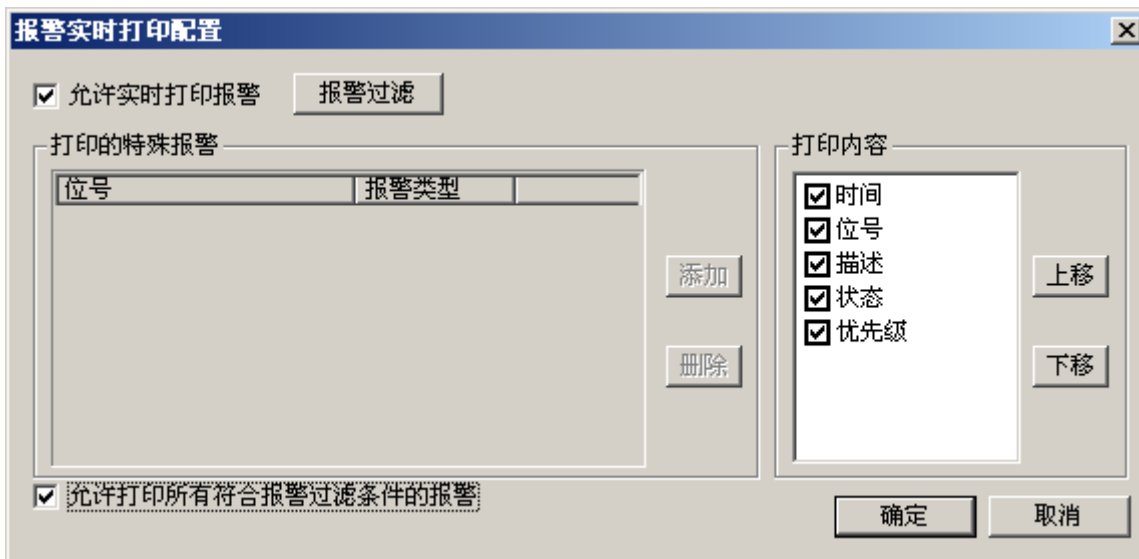 报警实时打印配置
允许实时打印报警 报警过滤
打印的特殊报警
位号 报警类型
添加
删除
打印内容
时间
位号
描述
状态
优先级
上移
下移
允许打印所有符合报警过滤条件的报警
确定 取消